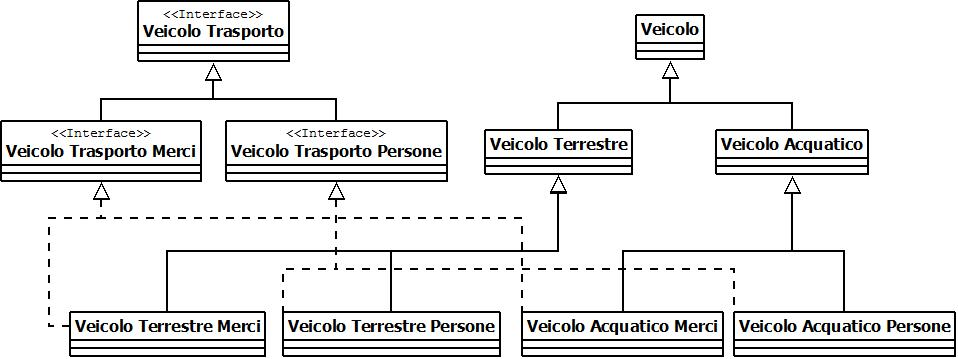 <<Interface>>
Veicolo Trasporto
Veicolo
<<Interface>>
Veicolo Trasporto Merci
<<Interface>>
Veicolo Trasporto Persone
Veicolo Terrestre
Veicolo Acquatico
Veicolo Terrestre Merci
Veicolo Terrestre Persone
Veicolo Acquatico Merci
Veicolo Acquatico Persone